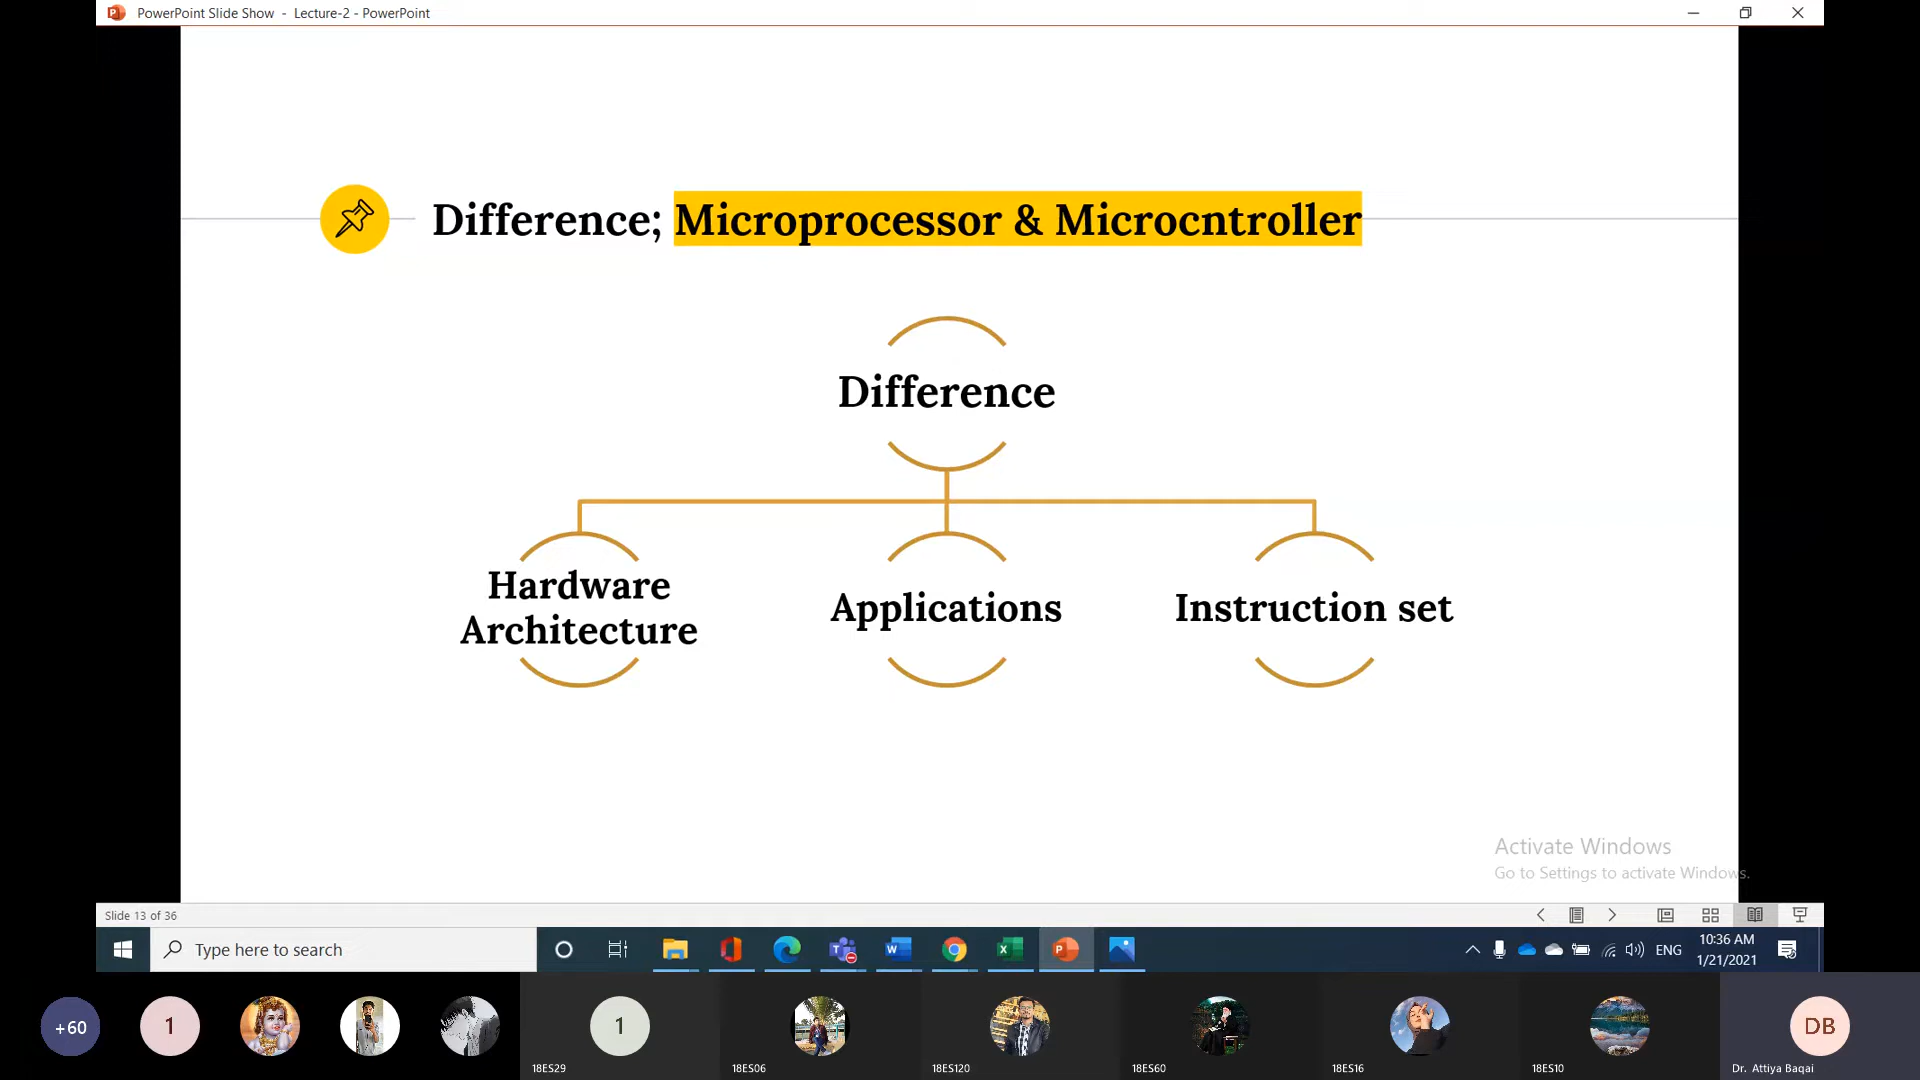 PowerPoint Slide Show - Lecture-2 - PowerPoint
Difference; Microprocessor & Microcntroller
Difference
Hardware
Architecture
Applications
Instruction set
Activate Windows
Go to Settings to activate Windows.
Slide 13 of 36
Type here to search
ENG
10:36 AM
1/21/2021
+60
1
1
DB
18ES29
18ES06
18ES120
18ES60
18ES16
18ES10
Dr. Attiya Baqai